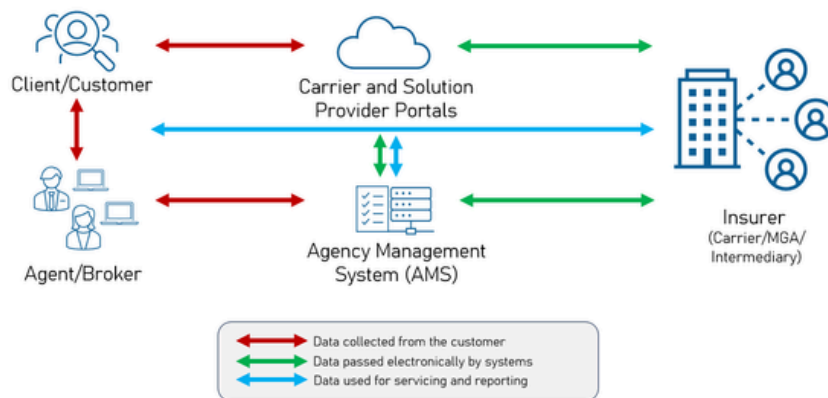 Client/Customer
Carrier and Solution
Provider Portals
Agent/Broker
Agency Management
System (AMS)
Insurer
(Carrier/MGA/
Intermediary)
Data collected from the customer
Data passed electronically by systems
Data used for servicing and reporting